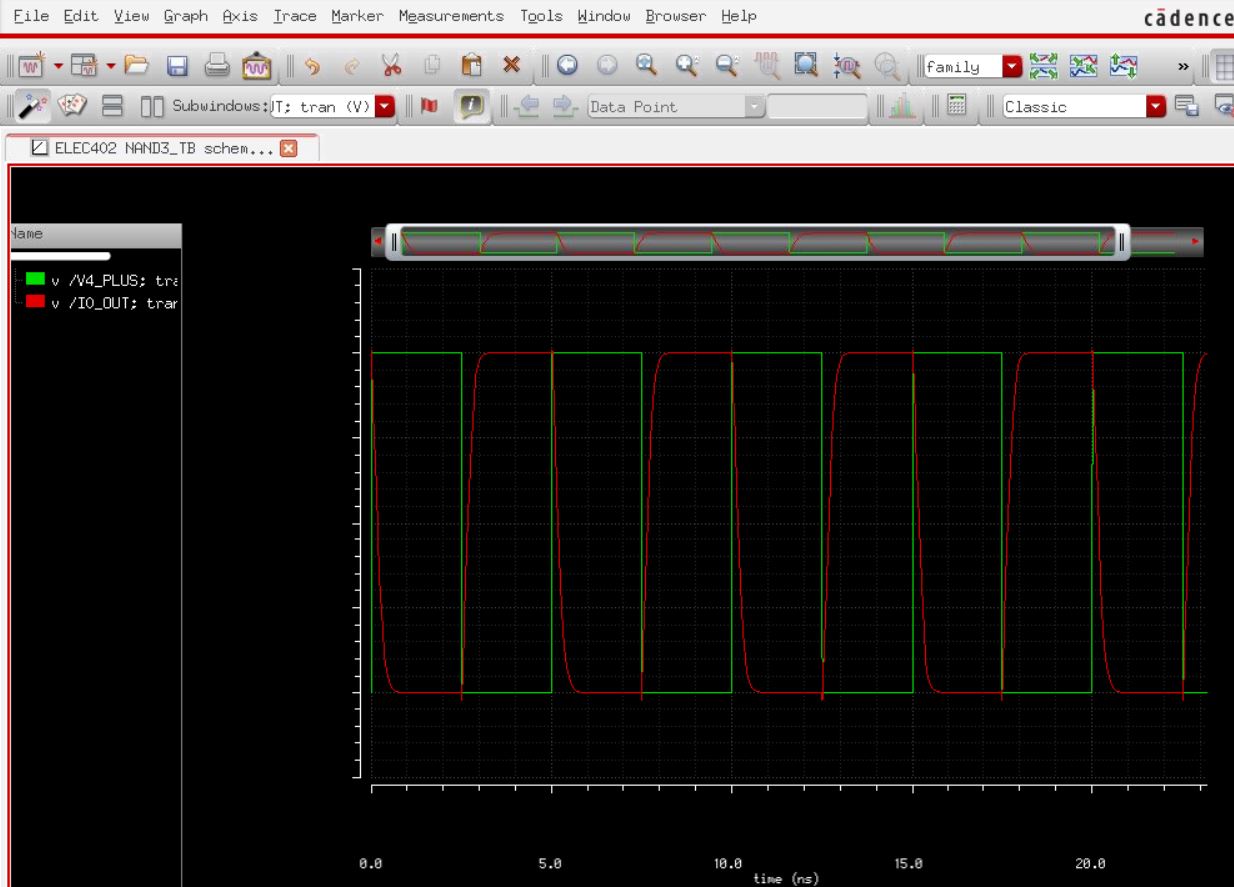 File Edit View Graph Axis Trace Marker Measurements Tools Window Browser Help cādence
family »
Subwindows: JT; tran (V) Data Point Classic
ELEC402 NAND3_TB schem...
Name
v /V4_PLUS; tra
v /I0_OUT; tran
0.0 5.0 10.0 15.0 20.0
time (ns)